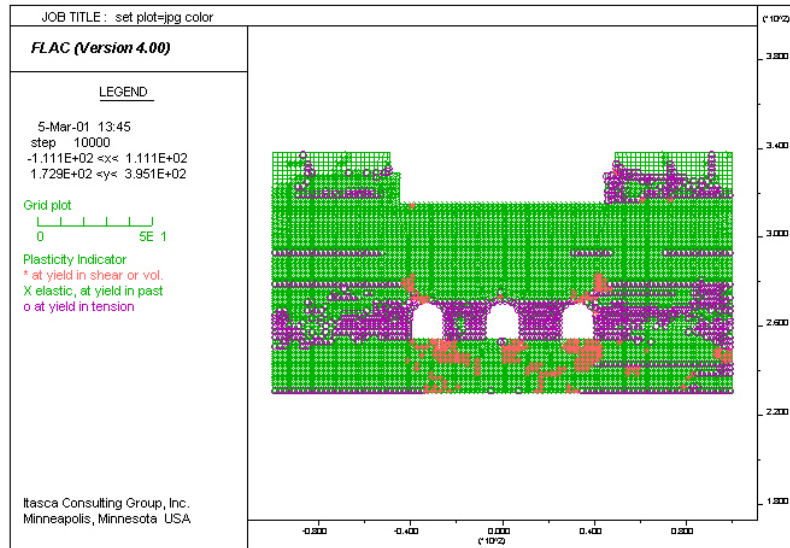 JOB TITLE : set plot=jpg color
(*10^2)
FLAC (Version 4.00)
LEGEND
5-Mar-01 13:45
step 10000
-1.111E+02 <x< 1.111E+02
1.729E+02 <y< 3.951E+02
Grid plot
0 5E 1
Plasticity Indicator
* at yield in shear or vol.
X elastic, at yield in past
o at yield in tension
Itasca Consulting Group, Inc.
Minneapolis, Minnesota USA
3.800
3.400
3.000
2.600
2.200
1.800
-0.800 -0.400 0.000 0.400 0.800
(*10^2)